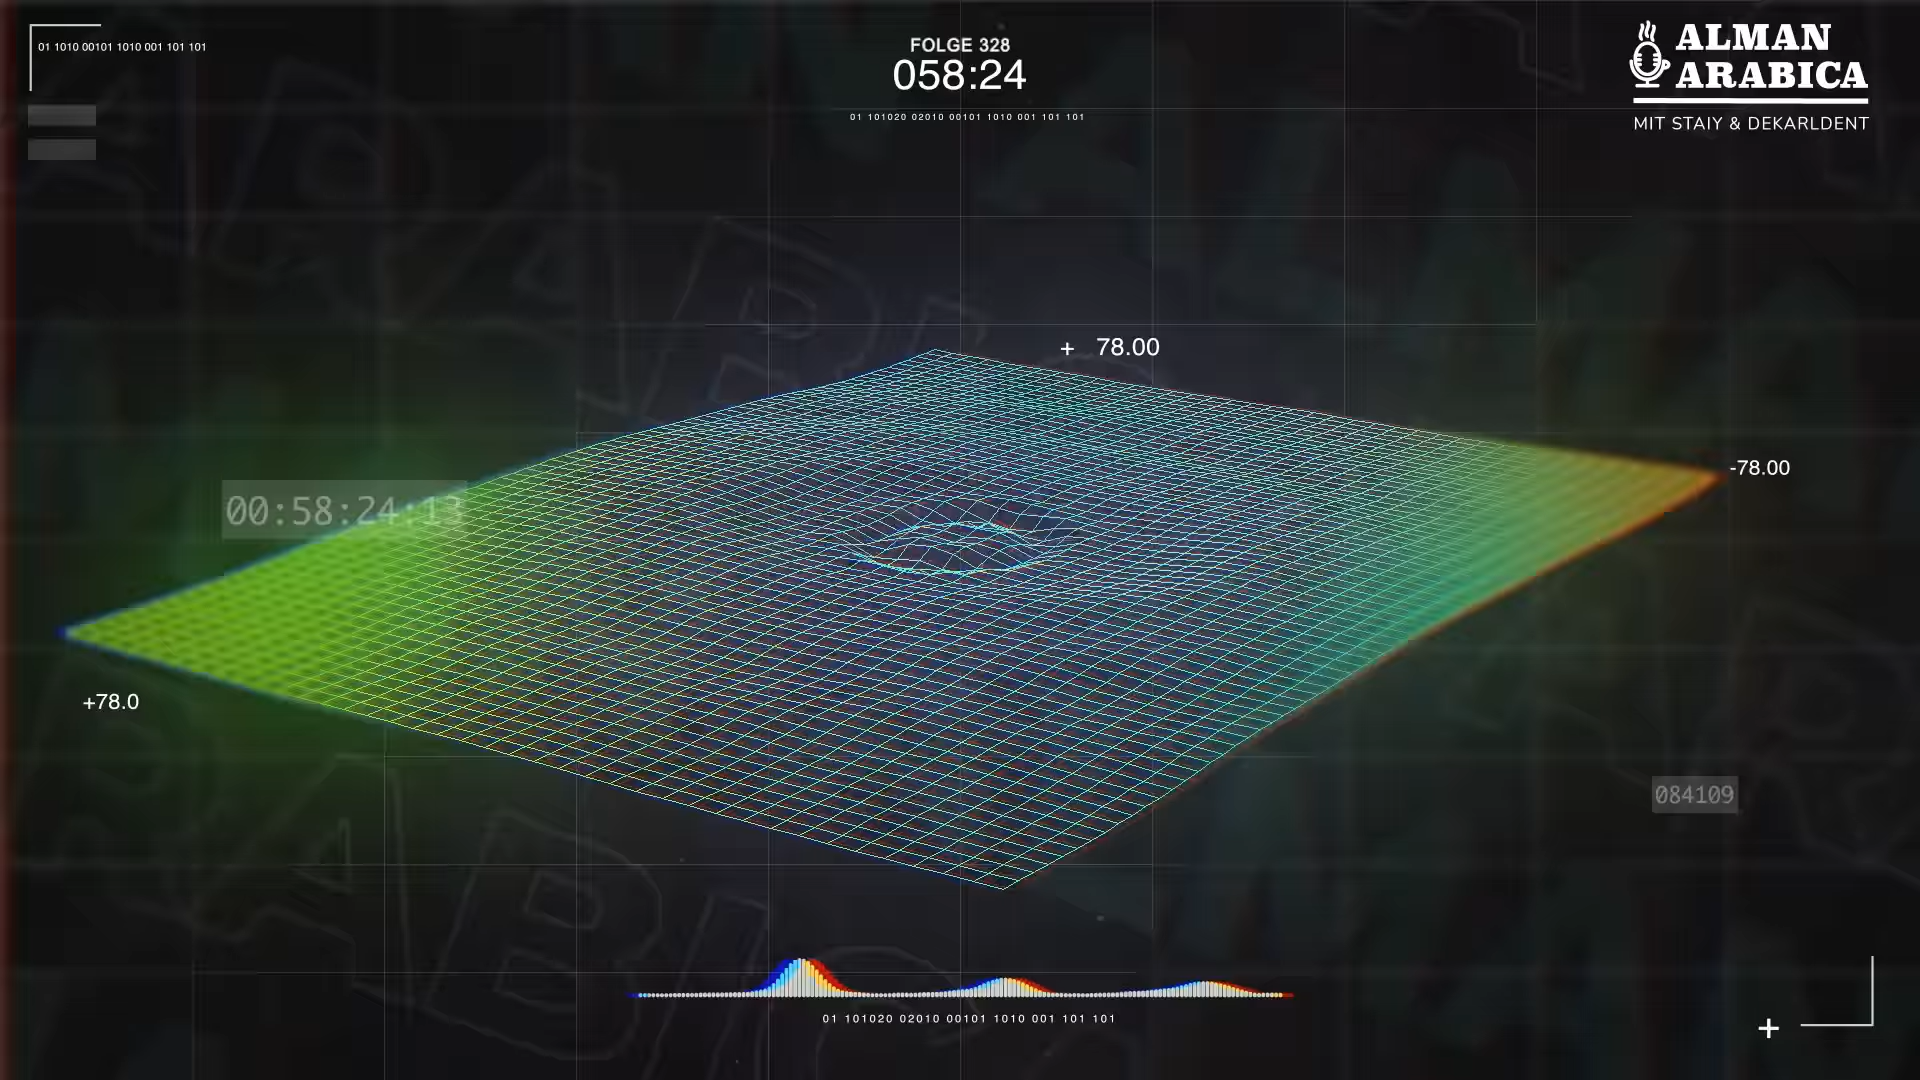 01 1010 00101 1010 001 101 101
FOLGE 328
058:24
01 101020 02010 00101 1010 001 101 101
ALMAN
ARABICA
MIT STAIY & DEKARLDENT
+ 78.00
-78.00
00:58:24:13
+78.0
084109
01 101020 02010 00101 1010 001 101 101
+